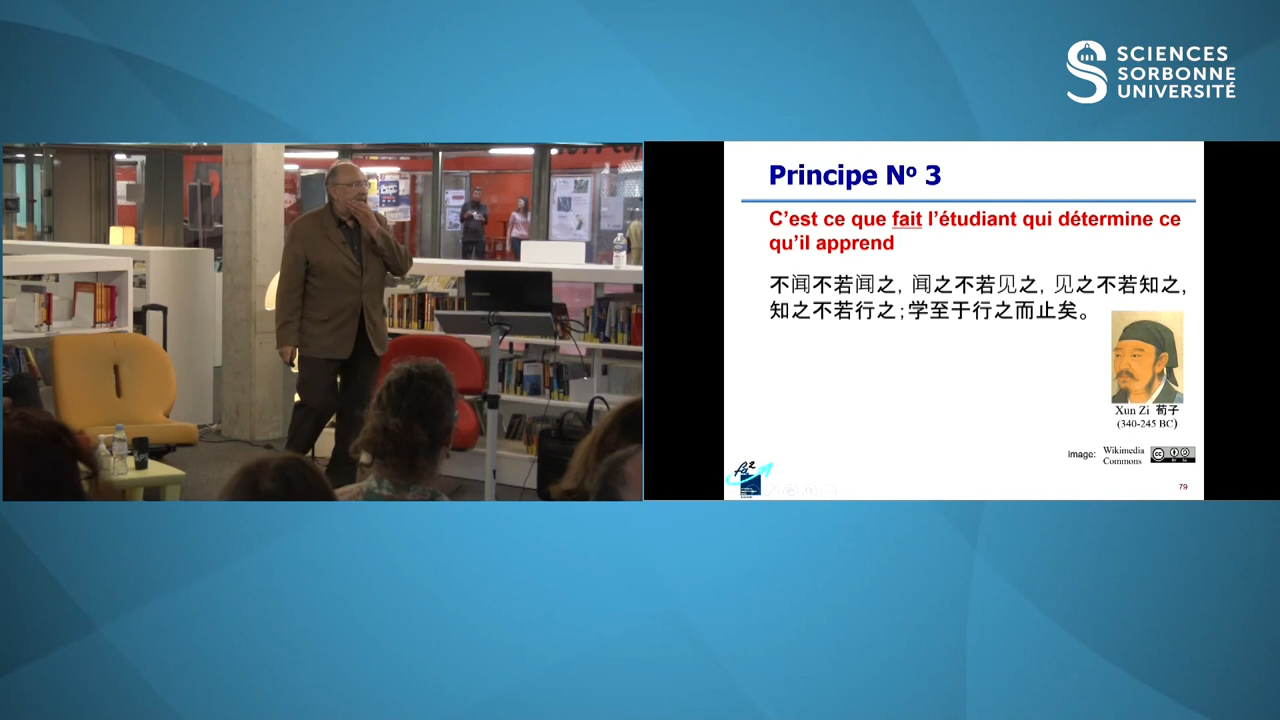 SCIENCES
SORBONNE
UNIVERSITÉ
Principe Nº 3
C'est ce que fait l'étudiant qui détermine ce
qu'il apprend
不闻不若闻之, 闻之不若见之, 见之不若知之,
知之不若行之;学至于行之而止矣。
Xun Zi 荀子
(340-245 BC)
Image: Wikimedia
Commons
79